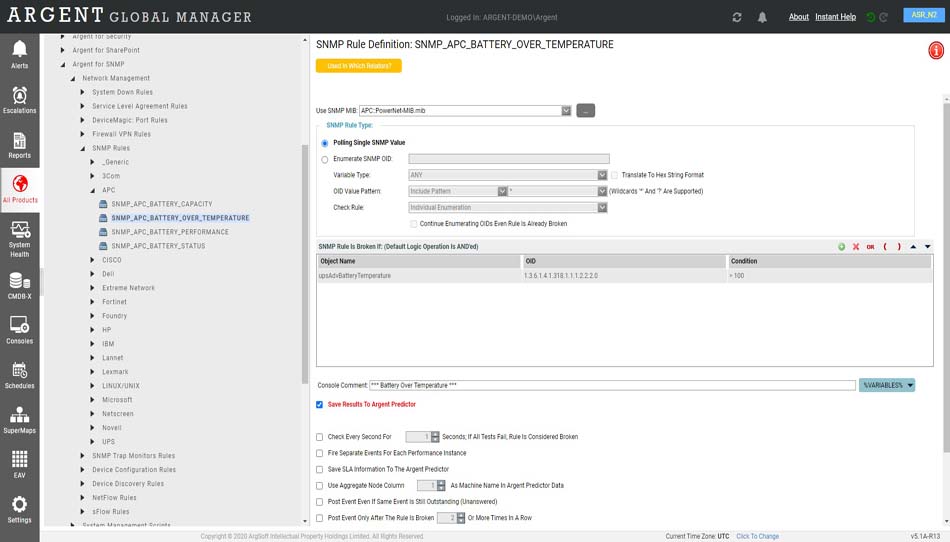 ARGENT GLOBAL MANAGER
Logged In: ARGENT-DEMO\Argent
About Instant Help
ASR_N2
Alerts
Escalations
Reports
All Products
System
Health
CMDB-X
Consoles
Schedules
SuperMaps
EAV
Settings
Argent for Security
Argent for SharePoint
Argent for SNMP
Network Management
System Down Rules
Service Level Agreement Rules
DeviceMagic: Port Rules
Firewall VPN Rules
SNMP Rules
_Generic
3Com
APC
SNMP_APC_BATTERY_CAPACITY
SNMP_APC_BATTERY_OVER_TEMPERATURE
SNMP_APC_BATTERY_PERFORMANCE
SNMP_APC_BATTERY_STATUS
CISCO
Dell
Extreme Network
Fortinet
Foundry
HP
IBM
Lannet
Lexmark
LINUX/UNIX
Microsoft
Netscreen
Novell
UPS
SNMP Trap Monitors Rules
Device Configuration Rules
Device Discovery Rules
NetFlow Rules
sFlow Rules
System Management Scripts
SNMP Rule Definition: SNMP_APC_BATTERY_OVER_TEMPERATURE
Used In Which Relators?
Use SNMP MIB: APC::PowerNet-MIB.mib ...
SNMP Rule Type:
Polling Single SNMP Value
Enumerate SNMP OID:
Variable Type: ANY Translate To Hex String Format
OID Value Pattern: Include Pattern * (Wildcards '*' And '?' Are Supported)
Check Rule: Individual Enumeration
Continue Enumerating OIDs Even Rule Is Already Broken
SNMP Rule Is Broken If: (Default Logic Operation Is AND'ed) OR ( )
Object Name OID Condition
upsAdvBatteryTemperature 1.3.6.1.4.1.318.1.1.1.2.2.2.0 > 100
Console Comment: *** Battery Over Temperature *** %VARIABLES%
Save Results To Argent Predictor
Check Every Second For 1 Seconds, If All Tests Fail, Rule Is Considered Broken
Fire Separate Events For Each Performance Instance
Save SLA Information To The Argent Predictor
Use Aggregate Node Column 1 As Machine Name In Argent Predictor Data
Post Event Even If Same Event Is Still Outstanding (Unanswered)
Post Event Only After The Rule Is Broken 2 Or More Times In A Row
Copyright © 2020 ArgSoft Intellectual Property Holdings Limited, All Rights Reserved.
Current Time Zone: UTC Click To Change
v5.1A-R13